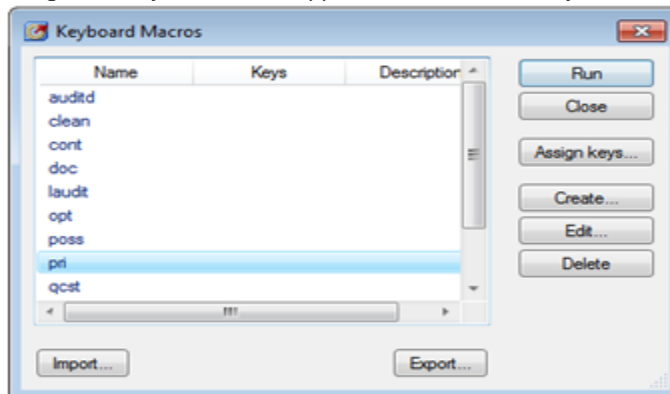 Keyboard Macros
Name Keys Description
auditd
clean
cont
doc
laudit
opt
poss
pri
qcst
Run
Close
Assign keys...
Create...
Edit...
Delete
Import...
Export...